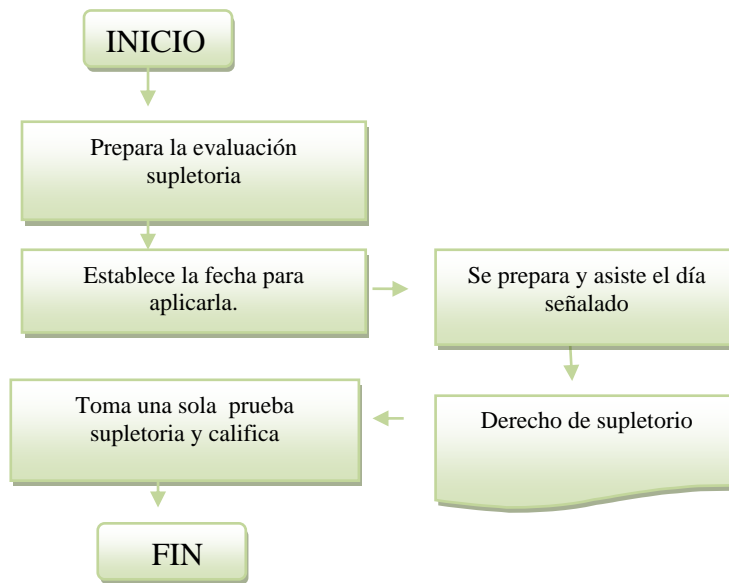 INICIO
Prepara la evaluación
supletoria
Establece la fecha para
aplicarla.
Se prepara y asiste el día
señalado
Derecho de supletorio
Toma una sola prueba
supletoria y califica
FIN